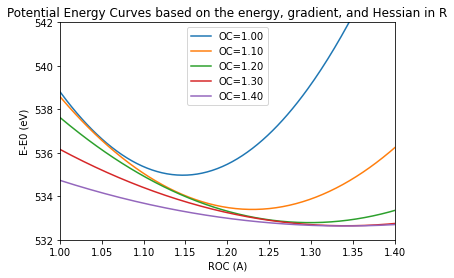 Potential Energy Curves based on the energy, gradient, and Hessian in R
542
540
538
536
534
532
E-E0 (eV)
OC=1.00
OC=1.10
OC=1.20
OC=1.30
OC=1.40
1.00 1.05 1.10 1.15 1.20 1.25 1.30 1.35 1.40
ROC (A)